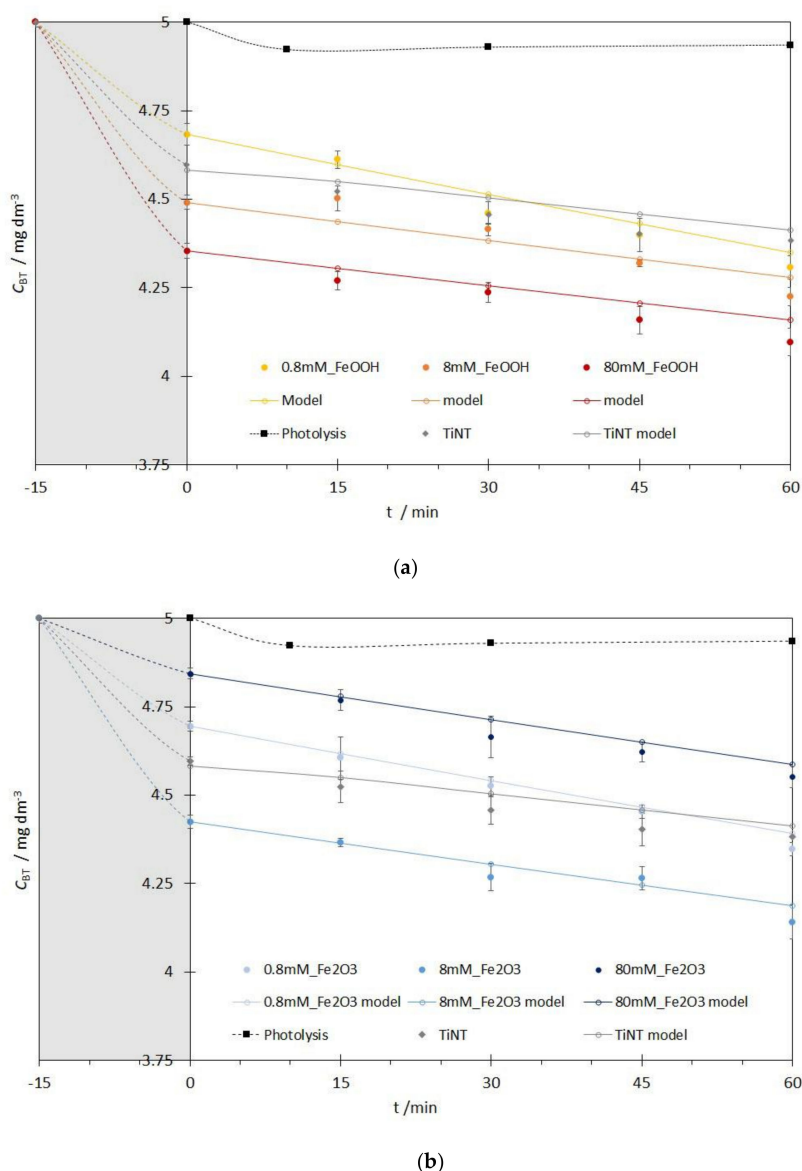 5
4.75
4.5
4.25
4
3.75
C_BT / mg dm⁻³
0.8mM_FeOOH 8mM_FeOOH 80mM_FeOOH
Model model model
Photolysis TiNT TiNT model
-15 0 15 30 45 60
t / min
(a)
5
4.75
4.5
4.25
4
3.75
C_BT / mg dm⁻³
0.8mM_Fe2O3 8mM_Fe2O3 80mM_Fe2O3
0.8mM_Fe2O3 model 8mM_Fe2O3 model 80mM_Fe2O3 model
Photolysis TiNT TiNT model
-15 0 15 30 45 60
t /min
(b)